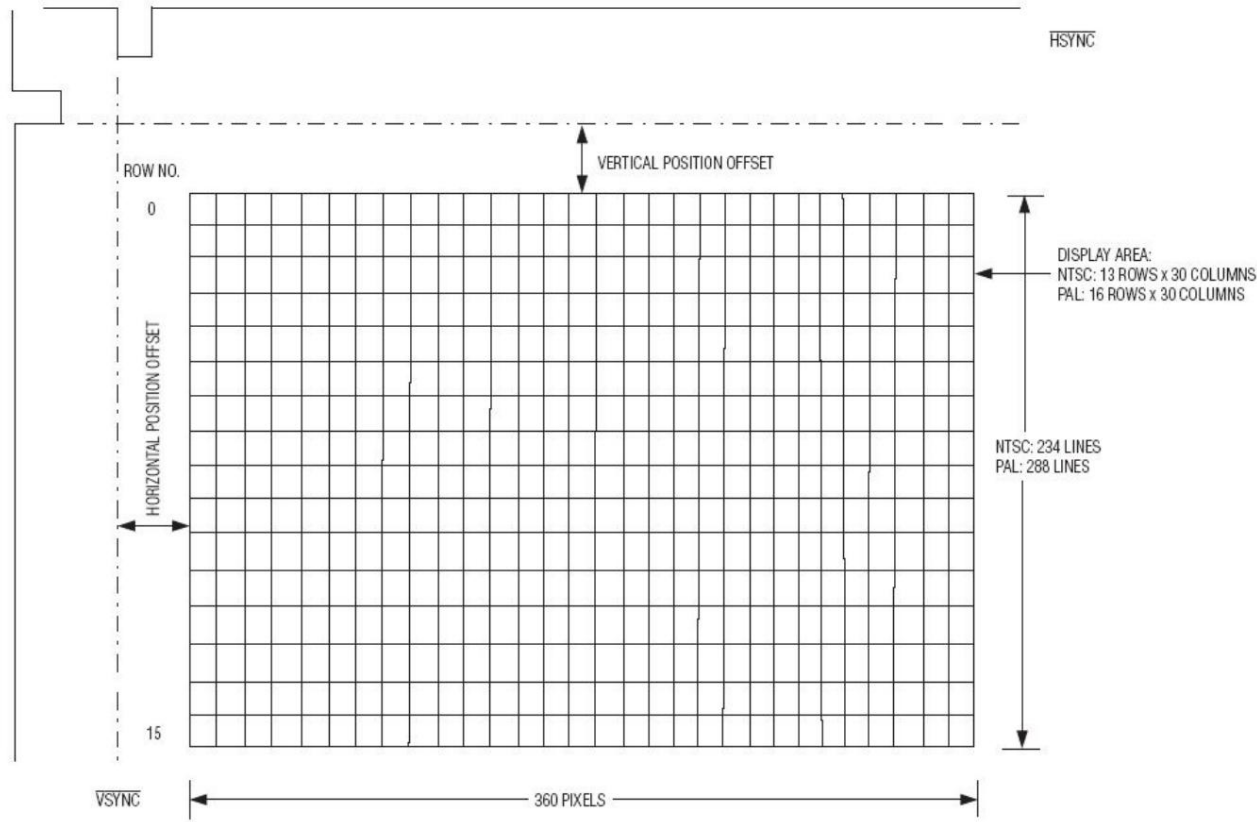 HSYNC
VERTICAL POSITION OFFSET
ROW NO.
0
DISPLAY AREA:
NTSC: 13 ROWS x 30 COLUMNS
PAL: 16 ROWS x 30 COLUMNS
HORIZONTAL POSITION OFFSET
NTSC: 234 LINES
PAL: 288 LINES
15
VSYNC
360 PIXELS